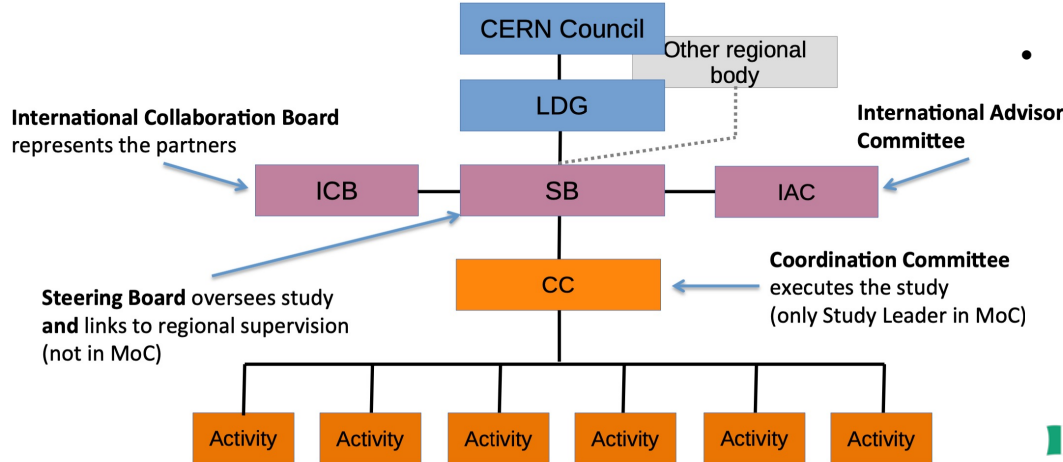 CERN Council
Other regional
body
LDG
International Collaboration Board
represents the partners
International Advisor
Committee
ICB
SB
IAC
Steering Board oversees study
and links to regional supervision
(not in MoC)
CC
Coordination Committee
executes the study
(only Study Leader in MoC)
Activity
Activity
Activity
Activity
Activity
Activity